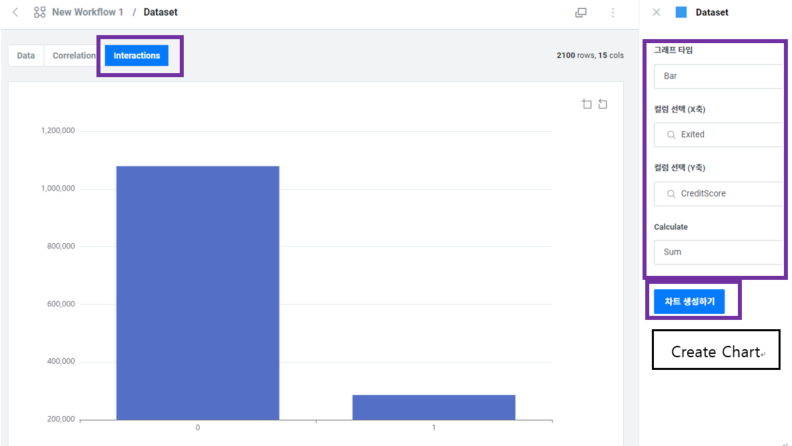 New Workflow 1 / Dataset
Dataset
Data
Correlation
Interactions
2100 rows, 15 cols
1,200,000
1,000,000
800,000
600,000
400,000
200,000
0
1
그래프 타입
Bar
컬럼 선택 (X축)
Exited
컬럼 선택 (Y축)
CreditScore
Calculate
Sum
차트 생성하기
Create Chart